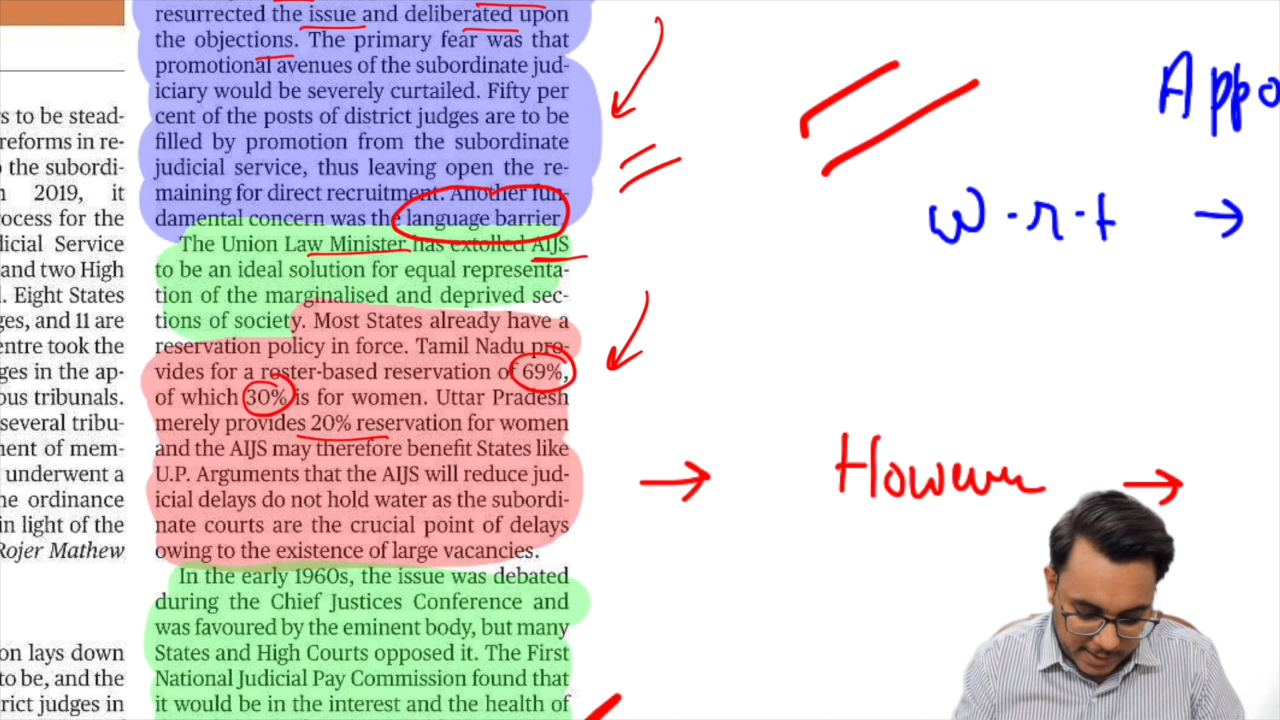 s to be stead-
reforms in re-
the subordi-
2019, it
ocess for the
dicial Service
and two High
. Eight States
ges, and 11 are
entre took the
ges in the ap-
ous tribunals.
several tribu-
ment of mem-
underwent a
ne ordinance
in light of the
Rojer Mathew
on lays down
to be, and the
rict judges in
resurrected the issue and deliberated upon
the objections. The primary fear was that
promotional avenues of the subordinate jud-
iciary would be severely curtailed. Fifty per
cent of the posts of district judges are to be
filled by promotion from the subordinate
judicial service, thus leaving open the re-
maining for direct recruitment. Another fun-
damental concern was the language barrier.
The Union Law Minister has extolled AIJS
to be an ideal solution for equal representa-
tion of the marginalised and deprived sec-
tions of society. Most States already have a
reservation policy in force. Tamil Nadu pro-
vides for a roster-based reservation of 69%,
of which 30% is for women. Uttar Pradesh
merely provides 20% reservation for women
and the AIJS may therefore benefit States like
U.P. Arguments that the AIJS will reduce jud-
icial delays do not hold water as the subordi-
nate courts are the crucial point of delays
owing to the existence of large vacancies.
In the early 1960s, the issue was debated
during the Chief Justices Conference and
was favoured by the eminent body, but many
States and High Courts opposed it. The First
National Judicial Pay Commission found that
it would be in the interest and the health of
Appo
w.r.t →
→ However →